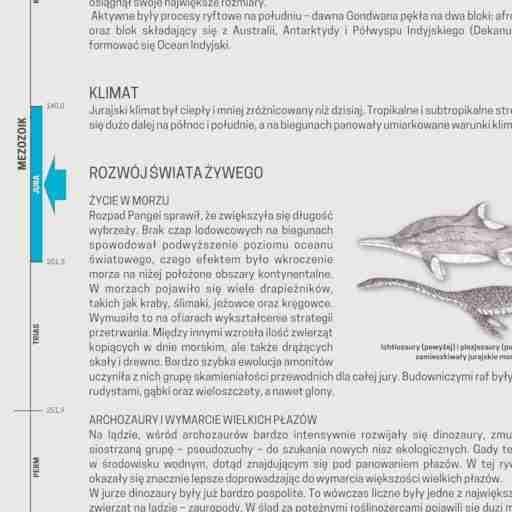 osiągnął swoje największe rozmiary.
Aktywne były procesy ryftowe na południu – dawna Gondwana pękła na dwa bloki: afr
oraz blok składający się z Australii, Antarktydy i Półwyspu Indyjskiego (Dekanu
formować się Ocean Indyjski.
KLIMAT
Jurajski klimat był ciepły i mniej zróżnicowany niż dzisiaj. Tropikalne i subtropikalne stre
się dużo dalej na północ i południe, a na biegunach panowały umiarkowane warunki klim
ROZWÓJ ŚWIATA ŻYWEGO
ŻYCIE W MORZU
Rozpad Pangei sprawił, że zwiększyła się długość
wybrzeży. Brak czap lodowcowych na biegunach
spowodował podwyższenie poziomu oceanu
światowego, czego efektem było wkroczenie
morza na niżej położone obszary kontynentalne.
W morzach pojawiło się wiele drapieżników,
takich jak kraby, ślimaki, jeżowce oraz kręgowce.
Wymusiło to na ofiarach wykształcenie strategii
przetrwania. Między innymi wzrosła ilość zwierząt
kopiących w dnie morskim, ale także drążących
skały i drewno. Bardzo szybka ewolucja amonitów
uczyniła z nich grupę skamieniałości przewodnich dla całej jury. Budowniczymi raf były
rudystami, gąbki oraz wieloszczety, a nawet glony.
Ichtiozaury (powyżej) i plezjozaury (po
zamieszkiwały jurajskie mor
ARCHOZAURY I WYMARCIE WIELKICH PŁAZÓW
Na lądzie, wśród archozaurów bardzo intensywnie rozwijały się dinozaury, zmu
siostrzaną grupę – pseudozuchy – do szukania nowych nisz ekologicznych. Gady te
w środowisku wodnym, dotąd znajdującym się pod panowaniem płazów. W tej ryw
okazały się znacznie lepsze doprowadzając do wymarcia większości wielkich płazów.
W jurze dinozaury były już bardzo pospolite. To wówczas liczne były jedne z największ
zwierząt na lądzie – zauropody. W ślad za potężnymi roślinożercami pojawili się duzi m
MEZOZOIK
JURA
TRIAS
PERM
140,0
201,3
251,9